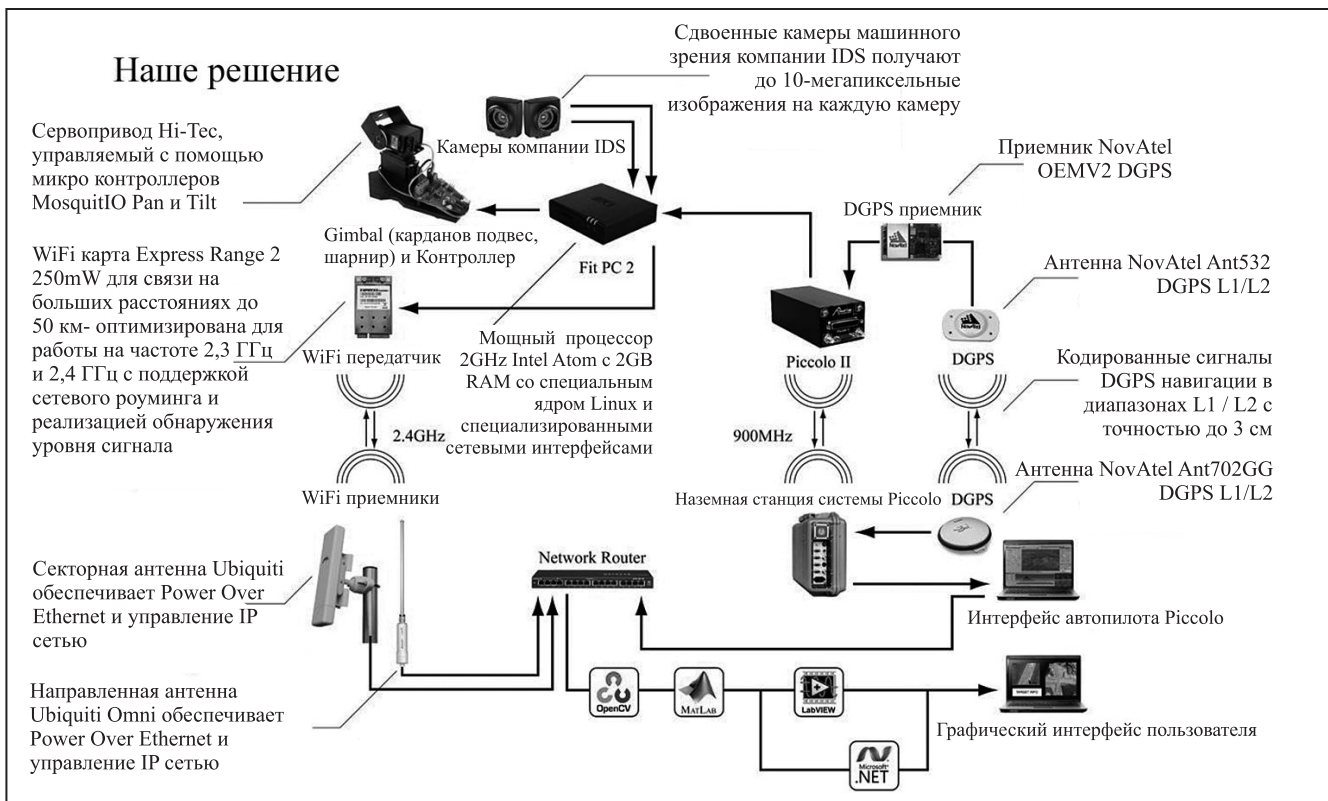 Наше решение
Сдвоенные камеры машинного
зрения компании IDS получают
до 10-мегапиксельные
изображения на каждую камеру
Сервопривод Hi-Tec,
управляемый с помощью
микро контроллеров
MosquitIO Pan и Tilt
Камеры компании IDS
Приемник NovAtel
OEMV2 DGPS
DGPS приемник
Gimbal (карданов подвес,
шарнир) и Контроллер
Fit PC 2
WiFi карта Express Range 2
250mW для связи на
больших расстояниях до
50 км- оптимизирована для
работы на частоте 2,3 ГГц
и 2,4 ГГц с поддержкой
сетевого роуминга и
реализацией обнаружения
уровня сигнала
Антенна NovAtel Ant532
DGPS L1/L2
NovAtel
WiFi передатчик
Мощный процессор
2GHz Intel Atom с 2GB
RAM со специальным
ядром Linux и
специализированными
сетевыми интерфейсами
Piccolo II
DGPS
Кодированные сигналы
DGPS навигации в
диапазонах L1 / L2 с
точностью до 3 см
2.4GHz
900MHz
WiFi приемники
Наземная станция системы Piccolo
DGPS
Антенна NovAtel Ant702GG
DGPS L1/L2
Секторная антенна Ubiquiti
обеспечивает Power Over
Ethernet и управление IP
сетью
Network Router
Интерфейс автопилота Piccolo
Направленная антенна
Ubiquiti Omni обеспечивает
Power Over Ethernet и
управление IP сетью
OpenCV
MATLAB
LabVIEW
Microsoft
.NET
TARGET INFO
Графический интерфейс пользователя